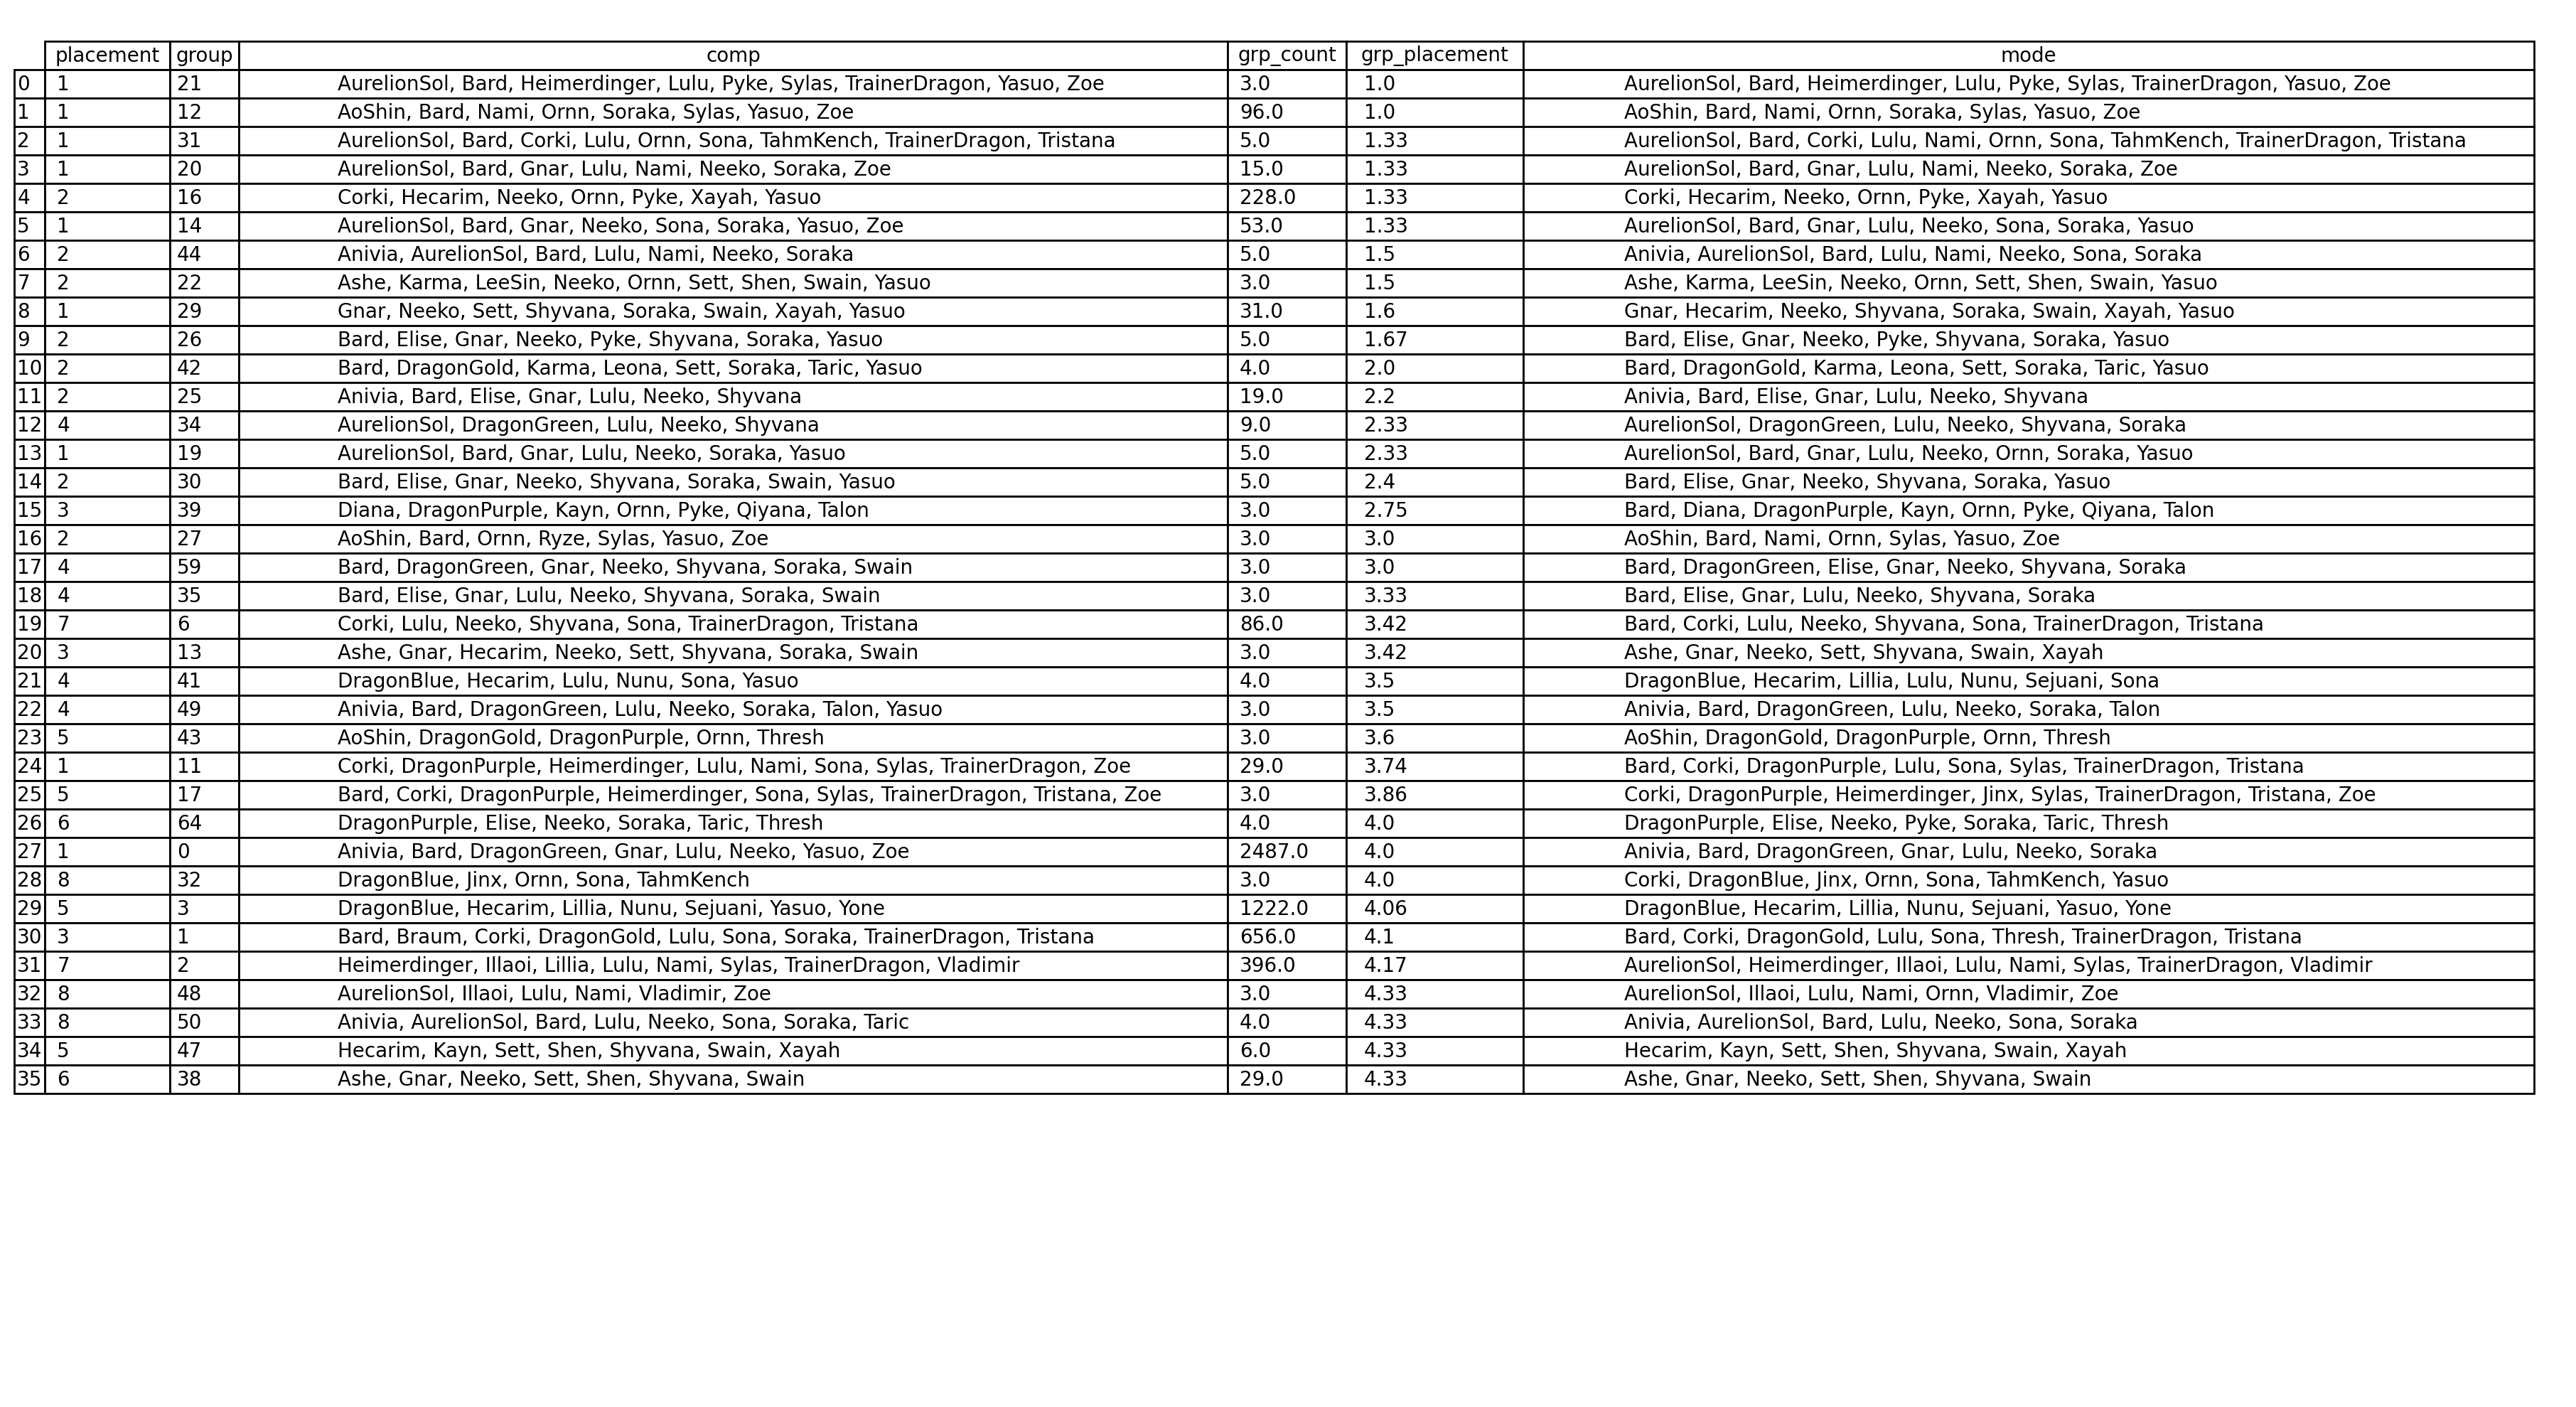 placement group comp grp_count grp_placement mode
0 1 21 AurelionSol, Bard, Heimerdinger, Lulu, Pyke, Sylas, TrainerDragon, Yasuo, Zoe 3.0 1.0 AurelionSol, Bard, Heimerdinger, Lulu, Pyke, Sylas, TrainerDragon, Yasuo, Zoe
1 1 12 AoShin, Bard, Nami, Ornn, Soraka, Sylas, Yasuo, Zoe 96.0 1.0 AoShin, Bard, Nami, Ornn, Soraka, Sylas, Yasuo, Zoe
2 1 31 AurelionSol, Bard, Corki, Lulu, Ornn, Sona, TahmKench, TrainerDragon, Tristana 5.0 1.33 AurelionSol, Bard, Corki, Lulu, Nami, Ornn, Sona, TahmKench, TrainerDragon, Tristana
3 1 20 AurelionSol, Bard, Gnar, Lulu, Nami, Neeko, Soraka, Zoe 15.0 1.33 AurelionSol, Bard, Gnar, Lulu, Nami, Neeko, Soraka, Zoe
4 2 16 Corki, Hecarim, Neeko, Ornn, Pyke, Xayah, Yasuo 228.0 1.33 Corki, Hecarim, Neeko, Ornn, Pyke, Xayah, Yasuo
5 1 14 AurelionSol, Bard, Gnar, Neeko, Sona, Soraka, Yasuo, Zoe 53.0 1.33 AurelionSol, Bard, Gnar, Lulu, Neeko, Sona, Soraka, Yasuo
6 2 44 Anivia, AurelionSol, Bard, Lulu, Nami, Neeko, Soraka 5.0 1.5 Anivia, AurelionSol, Bard, Lulu, Nami, Neeko, Sona, Soraka
7 2 22 Ashe, Karma, LeeSin, Neeko, Ornn, Sett, Shen, Swain, Yasuo 3.0 1.5 Ashe, Karma, LeeSin, Neeko, Ornn, Sett, Shen, Swain, Yasuo
8 1 29 Gnar, Neeko, Sett, Shyvana, Soraka, Swain, Xayah, Yasuo 31.0 1.6 Gnar, Hecarim, Neeko, Shyvana, Soraka, Swain, Xayah, Yasuo
9 2 26 Bard, Elise, Gnar, Neeko, Pyke, Shyvana, Soraka, Yasuo 5.0 1.67 Bard, Elise, Gnar, Neeko, Pyke, Shyvana, Soraka, Yasuo
10 2 42 Bard, DragonGold, Karma, Leona, Sett, Soraka, Taric, Yasuo 4.0 2.0 Bard, DragonGold, Karma, Leona, Sett, Soraka, Taric, Yasuo
11 2 25 Anivia, Bard, Elise, Gnar, Lulu, Neeko, Shyvana 19.0 2.2 Anivia, Bard, Elise, Gnar, Lulu, Neeko, Shyvana
12 4 34 AurelionSol, DragonGreen, Lulu, Neeko, Shyvana 9.0 2.33 AurelionSol, DragonGreen, Lulu, Neeko, Shyvana, Soraka
13 1 19 AurelionSol, Bard, Gnar, Lulu, Neeko, Soraka, Yasuo 5.0 2.33 AurelionSol, Bard, Gnar, Lulu, Neeko, Ornn, Soraka, Yasuo
14 2 30 Bard, Elise, Gnar, Neeko, Shyvana, Soraka, Swain, Yasuo 5.0 2.4 Bard, Elise, Gnar, Neeko, Shyvana, Soraka, Yasuo
15 3 39 Diana, DragonPurple, Kayn, Ornn, Pyke, Qiyana, Talon 3.0 2.75 Bard, Diana, DragonPurple, Kayn, Ornn, Pyke, Qiyana, Talon
16 2 27 AoShin, Bard, Ornn, Ryze, Sylas, Yasuo, Zoe 3.0 3.0 AoShin, Bard, Nami, Ornn, Sylas, Yasuo, Zoe
17 4 59 Bard, DragonGreen, Gnar, Neeko, Shyvana, Soraka, Swain 3.0 3.0 Bard, DragonGreen, Elise, Gnar, Neeko, Shyvana, Soraka
18 4 35 Bard, Elise, Gnar, Lulu, Neeko, Shyvana, Soraka, Swain 3.0 3.33 Bard, Elise, Gnar, Lulu, Neeko, Shyvana, Soraka
19 7 6 Corki, Lulu, Neeko, Shyvana, Sona, TrainerDragon, Tristana 86.0 3.42 Bard, Corki, Lulu, Neeko, Shyvana, Sona, TrainerDragon, Tristana
20 3 13 Ashe, Gnar, Hecarim, Neeko, Sett, Shyvana, Soraka, Swain 3.0 3.42 Ashe, Gnar, Neeko, Sett, Shyvana, Swain, Xayah
21 4 41 DragonBlue, Hecarim, Lulu, Nunu, Sona, Yasuo 4.0 3.5 DragonBlue, Hecarim, Lillia, Lulu, Nunu, Sejuani, Sona
22 4 49 Anivia, Bard, DragonGreen, Lulu, Neeko, Soraka, Talon, Yasuo 3.0 3.5 Anivia, Bard, DragonGreen, Lulu, Neeko, Soraka, Talon
23 5 43 AoShin, DragonGold, DragonPurple, Ornn, Thresh 3.0 3.6 AoShin, DragonGold, DragonPurple, Ornn, Thresh
24 1 11 Corki, DragonPurple, Heimerdinger, Lulu, Nami, Sona, Sylas, TrainerDragon, Zoe 29.0 3.74 Bard, Corki, DragonPurple, Lulu, Sona, Sylas, TrainerDragon, Tristana
25 5 17 Bard, Corki, DragonPurple, Heimerdinger, Sona, Sylas, TrainerDragon, Tristana, Zoe 3.0 3.86 Corki, DragonPurple, Heimerdinger, Jinx, Sylas, TrainerDragon, Tristana, Zoe
26 6 64 DragonPurple, Elise, Neeko, Soraka, Taric, Thresh 4.0 4.0 DragonPurple, Elise, Neeko, Pyke, Soraka, Taric, Thresh
27 1 0 Anivia, Bard, DragonGreen, Gnar, Lulu, Neeko, Yasuo, Zoe 2487.0 4.0 Anivia, Bard, DragonGreen, Gnar, Lulu, Neeko, Soraka
28 8 32 DragonBlue, Jinx, Ornn, Sona, TahmKench 3.0 4.0 Corki, DragonBlue, Jinx, Ornn, Sona, TahmKench, Yasuo
29 5 3 DragonBlue, Hecarim, Lillia, Nunu, Sejuani, Yasuo, Yone 1222.0 4.06 DragonBlue, Hecarim, Lillia, Nunu, Sejuani, Yasuo, Yone
30 3 1 Bard, Braum, Corki, DragonGold, Lulu, Sona, Soraka, TrainerDragon, Tristana 656.0 4.1 Bard, Corki, DragonGold, Lulu, Sona, Thresh, TrainerDragon, Tristana
31 7 2 Heimerdinger, Illaoi, Lillia, Lulu, Nami, Sylas, TrainerDragon, Vladimir 396.0 4.17 AurelionSol, Heimerdinger, Illaoi, Lulu, Nami, Sylas, TrainerDragon, Vladimir
32 8 48 AurelionSol, Illaoi, Lulu, Nami, Vladimir, Zoe 3.0 4.33 AurelionSol, Illaoi, Lulu, Nami, Ornn, Vladimir, Zoe
33 8 50 Anivia, AurelionSol, Bard, Lulu, Neeko, Sona, Soraka, Taric 4.0 4.33 Anivia, AurelionSol, Bard, Lulu, Neeko, Sona, Soraka
34 5 47 Hecarim, Kayn, Sett, Shen, Shyvana, Swain, Xayah 6.0 4.33 Hecarim, Kayn, Sett, Shen, Shyvana, Swain, Xayah
35 6 38 Ashe, Gnar, Neeko, Sett, Shen, Shyvana, Swain 29.0 4.33 Ashe, Gnar, Neeko, Sett, Shen, Shyvana, Swain